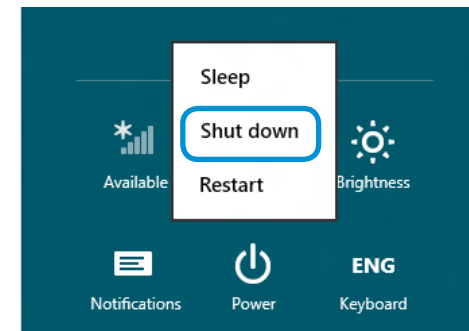 Sleep
Shut down
Restart
Available
Brightness
ENG
Notifications
Power
Keyboard